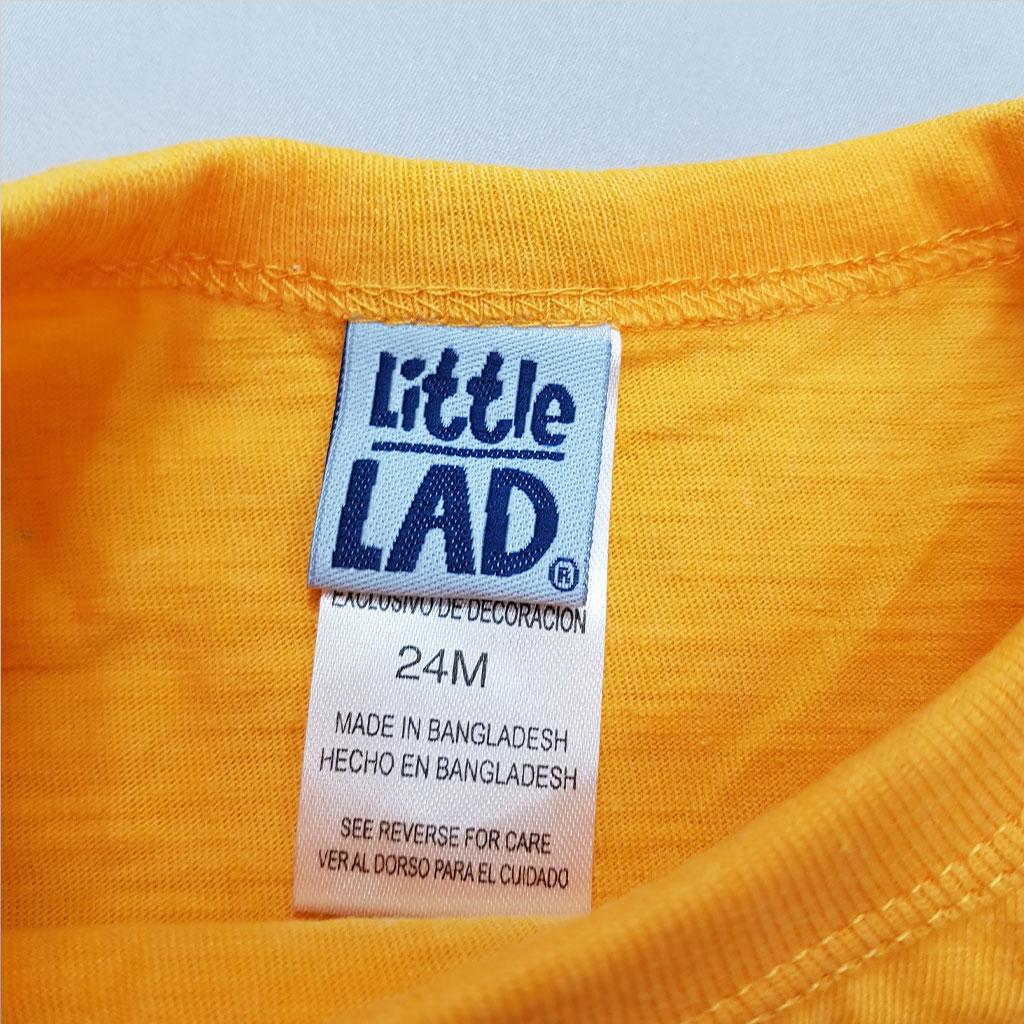 Little
LAD®
EXCLUSIVO DE DECORACION
24M
MADE IN BANGLADESH
HECHO EN BANGLADESH
SEE REVERSE FOR CARE
VER AL DORSO PARA EL CUIDADO